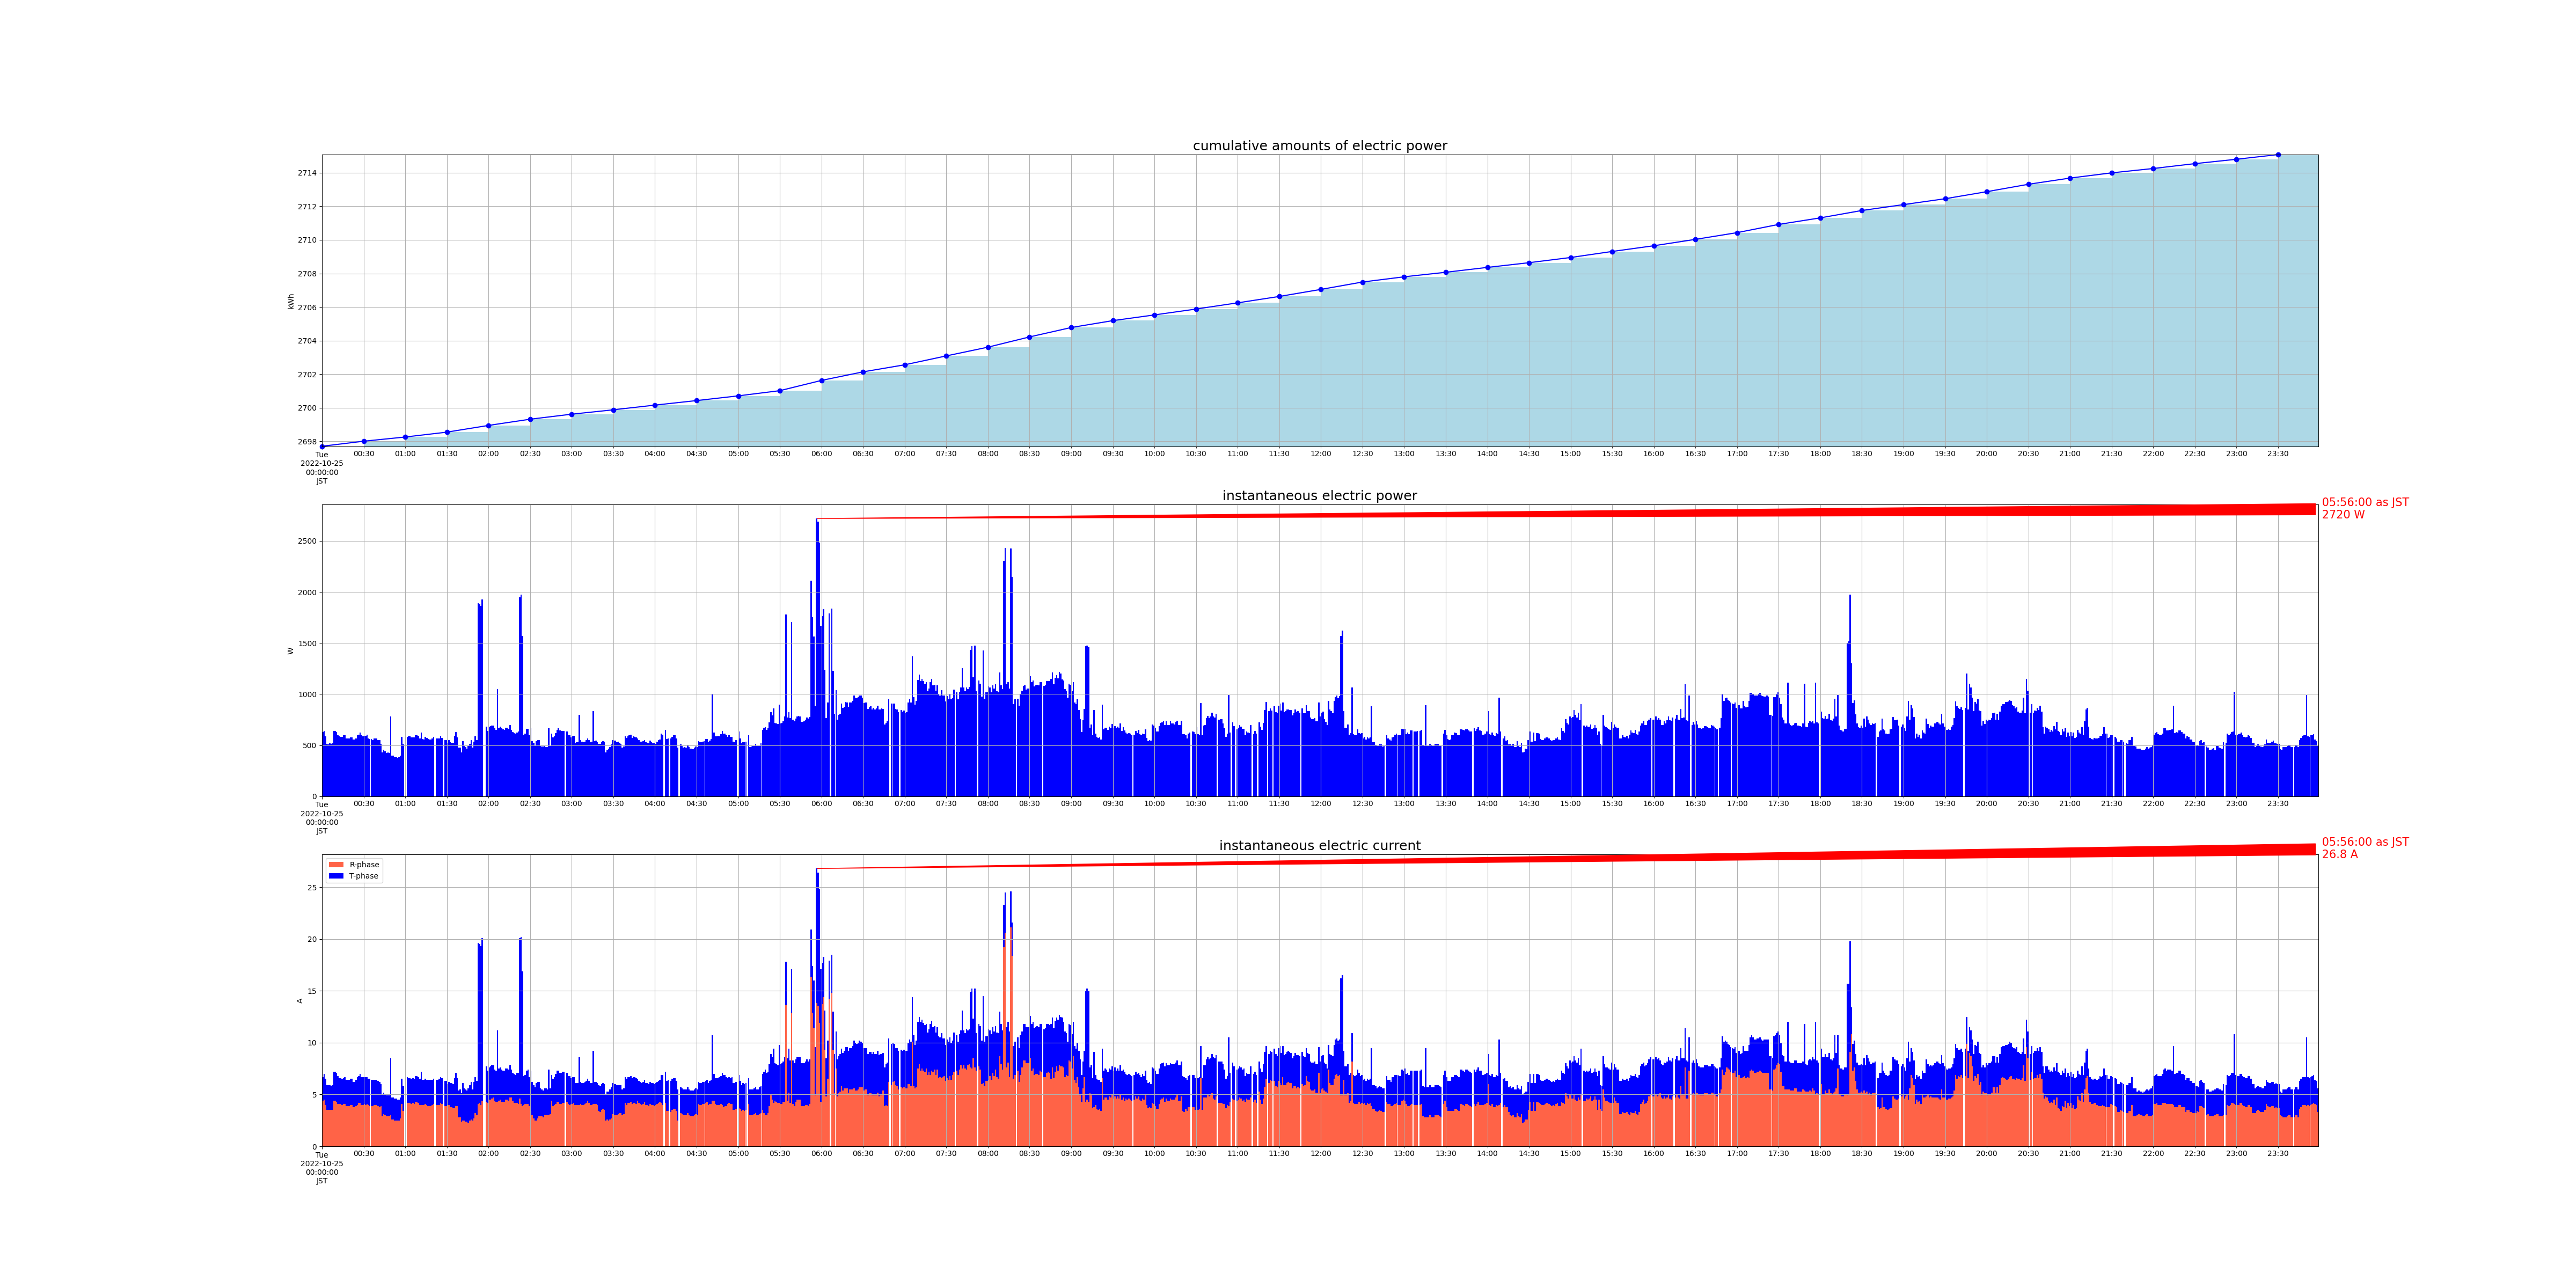 cumulative amounts of electric power
2714
2712
2710
2708
2706
2704
2702
2700
2698
kWh
00:30 01:00 01:30 02:00 02:30 03:00 03:30 04:00 04:30 05:00 05:30 06:00 06:30 07:00 07:30 08:00 08:30 09:00 09:30 10:00 10:30 11:00 11:30 12:00 12:30 13:00 13:30 14:00 14:30 15:00 15:30 16:00 16:30 17:00 17:30 18:00 18:30 19:00 19:30 20:00 20:30 21:00 21:30 22:00 22:30 23:00 23:30
Tue
2022-10-25
00:00:00
JST
instantaneous electric power
05:56:00 as JST
2720 W
2500
2000
1500
1000
500
0
W
00:30 01:00 01:30 02:00 02:30 03:00 03:30 04:00 04:30 05:00 05:30 06:00 06:30 07:00 07:30 08:00 08:30 09:00 09:30 10:00 10:30 11:00 11:30 12:00 12:30 13:00 13:30 14:00 14:30 15:00 15:30 16:00 16:30 17:00 17:30 18:00 18:30 19:00 19:30 20:00 20:30 21:00 21:30 22:00 22:30 23:00 23:30
Tue
2022-10-25
00:00:00
JST
instantaneous electric current
05:56:00 as JST
26.8 A
R-phase
T-phase
25
20
15
10
5
0
A
00:30 01:00 01:30 02:00 02:30 03:00 03:30 04:00 04:30 05:00 05:30 06:00 06:30 07:00 07:30 08:00 08:30 09:00 09:30 10:00 10:30 11:00 11:30 12:00 12:30 13:00 13:30 14:00 14:30 15:00 15:30 16:00 16:30 17:00 17:30 18:00 18:30 19:00 19:30 20:00 20:30 21:00 21:30 22:00 22:30 23:00 23:30
Tue
2022-10-25
00:00:00
JST